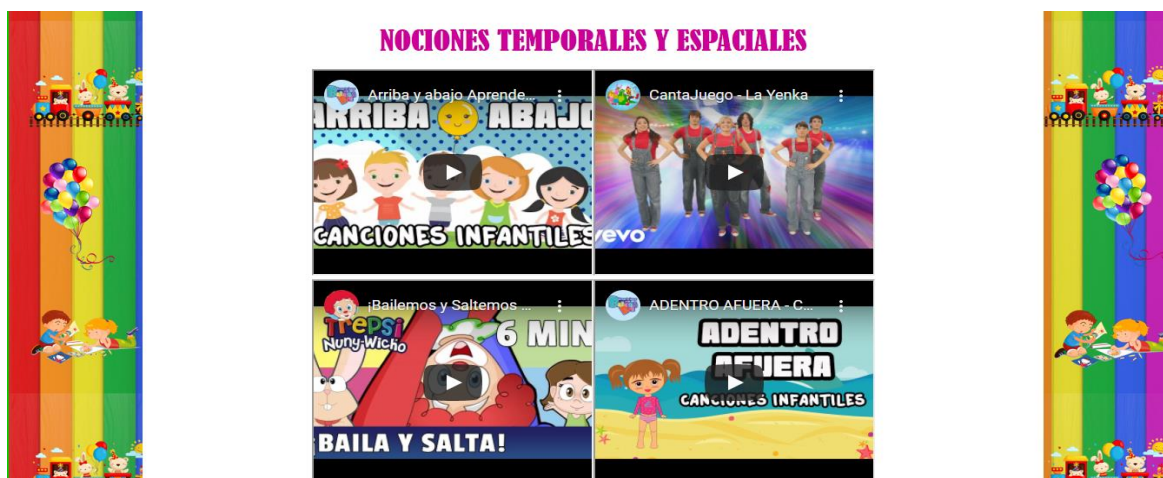 NOCIONES TEMPORALES Y ESPACIALES
Arriba y abajo Aprende...
ARRIBA ABAJO
CANCIONES INFANTILES
CantaJuego - La Yenka
vevo
¡Bailemos y Saltemos ...
TREPSI
Nuny-Wicho
6 MIN
¡BAILA Y SALTA!
ADENTRO AFUERA - C...
ADENTRO
AFUERA
CANCIONES INFANTILES